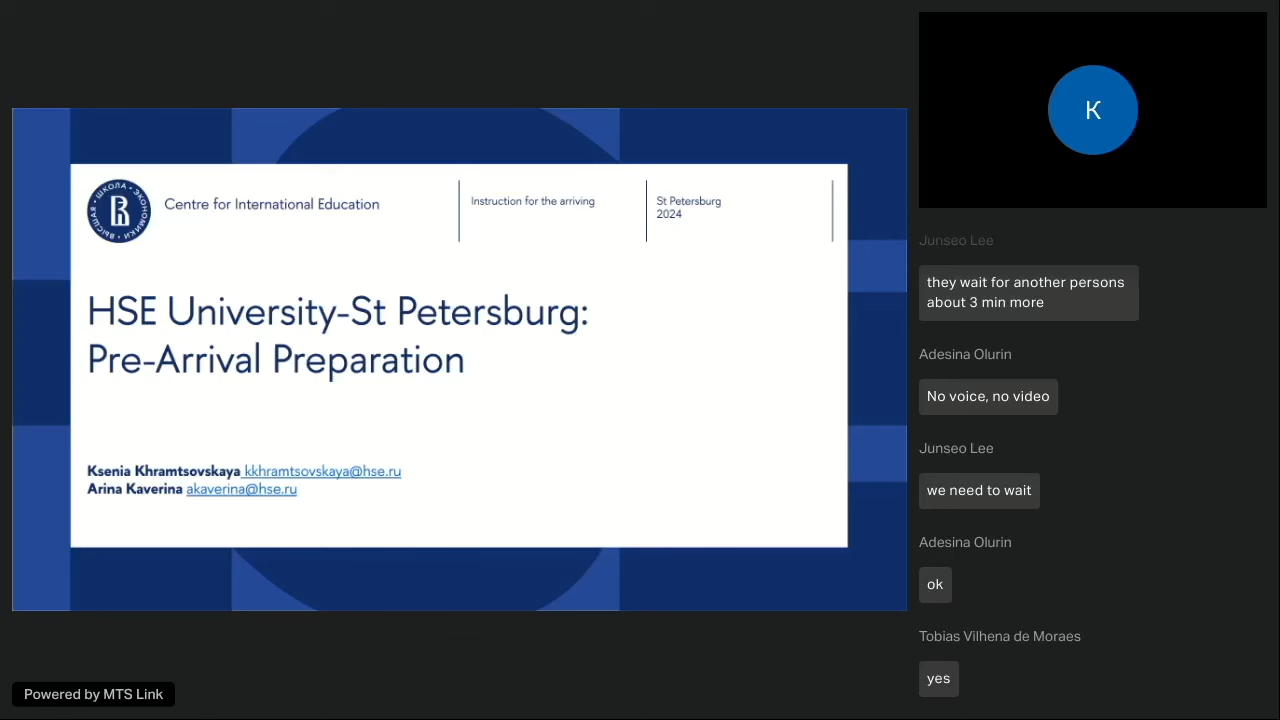 ВЫСШАЯ • ШКОЛА • ЭКОНОМИКИ •
Centre for International Education
Instruction for the arriving
St Petersburg
2024
HSE University-St Petersburg:
Pre-Arrival Preparation
Ksenia Khramtsovskaya kkhramtsovskaya@hse.ru
Arina Kaverina akaverina@hse.ru
Powered by MTS Link
K
Junseo Lee
they wait for another persons
about 3 min more
Adesina Olurin
No voice, no video
Junseo Lee
we need to wait
Adesina Olurin
ok
Tobias Vilhena de Moraes
yes